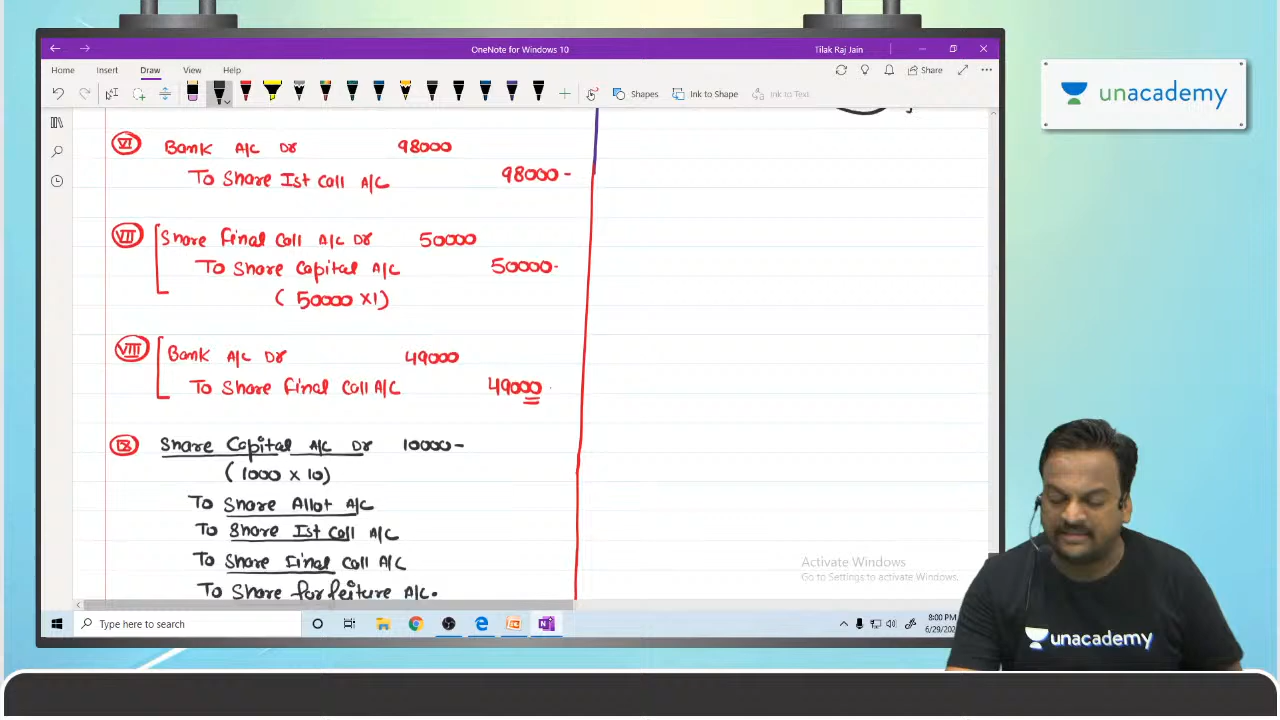 OneNote for Windows 10
Tilak Raj Jain
Home Insert Draw View Help
Share
Shapes Ink to Shape Ink to Text
unacademy
VI Bank A/C Dr 98000
To Share Ist Call A/C 98000-
VII Share Final Call A/C Dr 50000
To Share Capital A/C 50000-
( 50000 x1)
VIII Bank A/C Dr 49000
To Share Final Call A/C 49000
IX Share Capital A/C Dr 10000-
(1000 x 10)
To Share Allot A/C
To Share Ist Call A/C
To Share Final Call A/C
To Share forfeiture A/C.
Activate Windows
Go to Settings to activate Windows.
Type here to search
8:00 PM
6/29/
unacademy